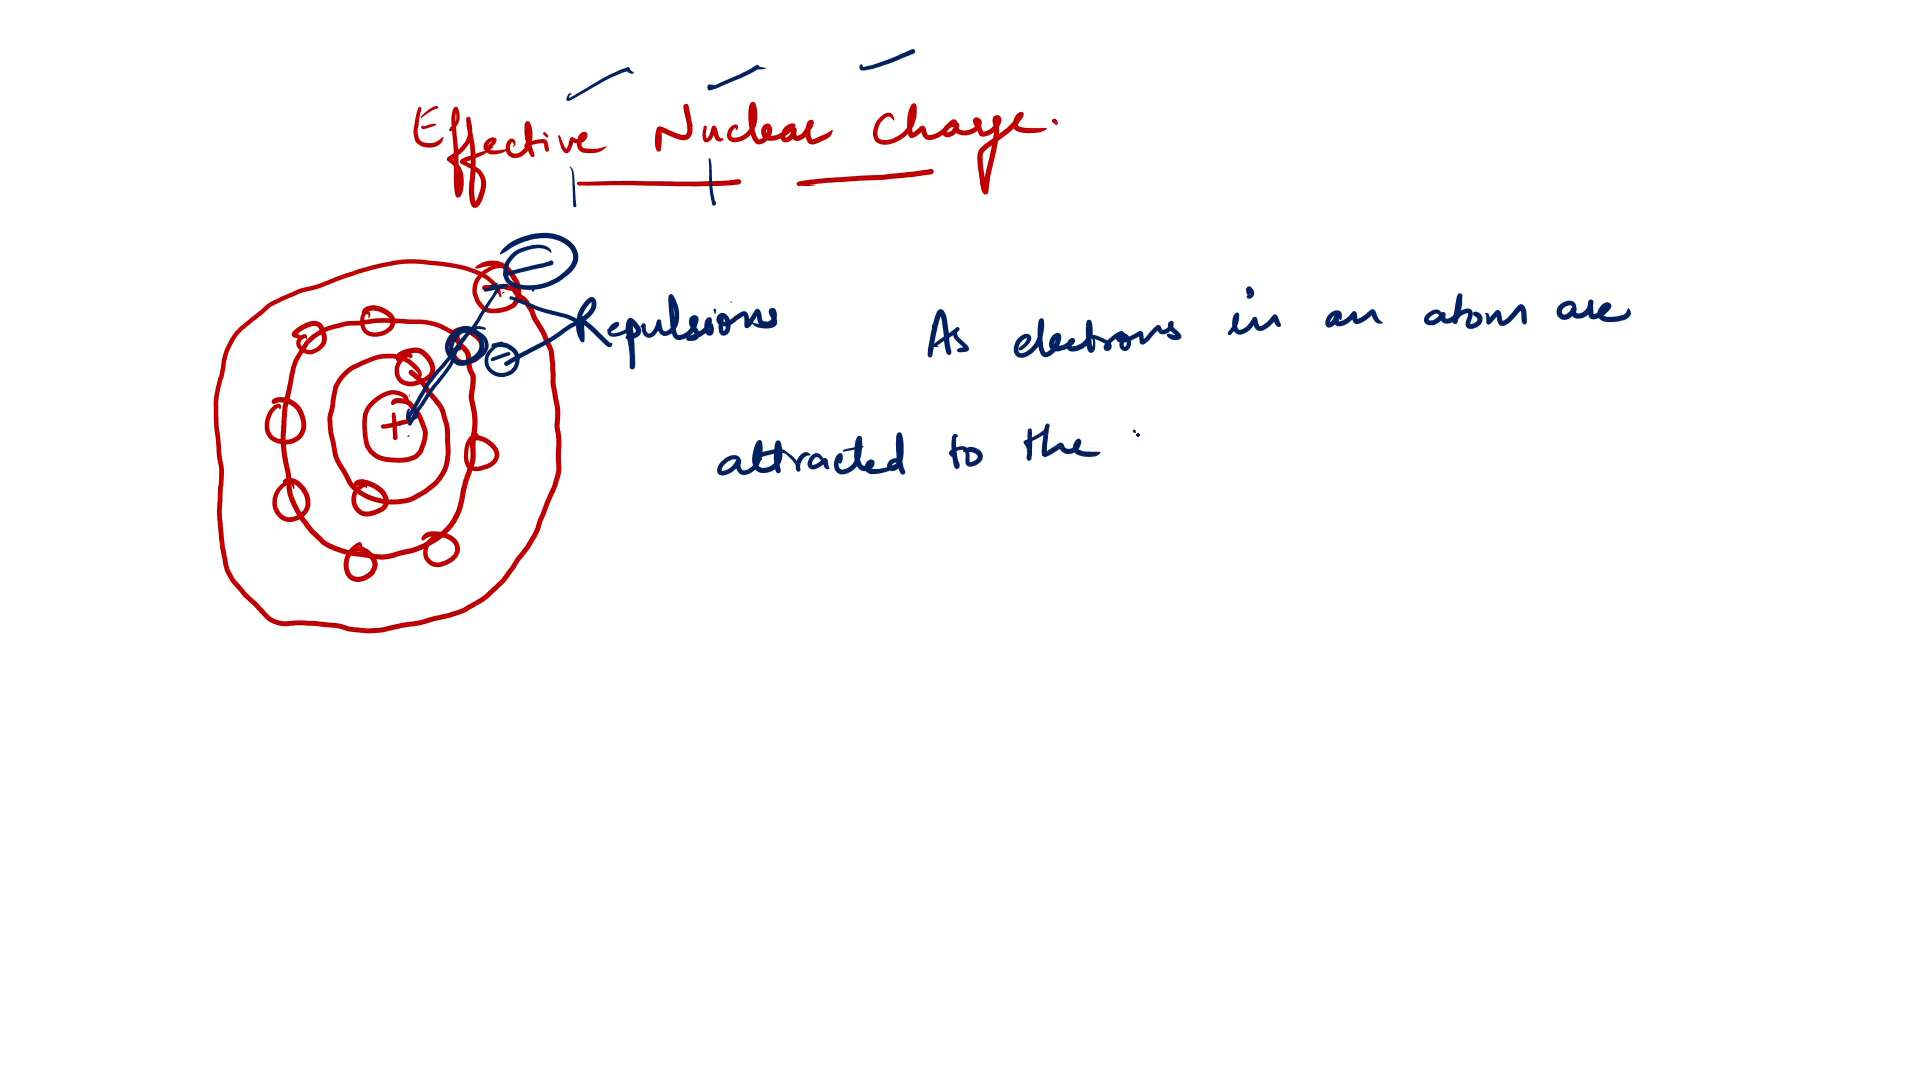 Effective Nuclear Charge.
Repulsions
As electrons in an atom are
attracted to the
+